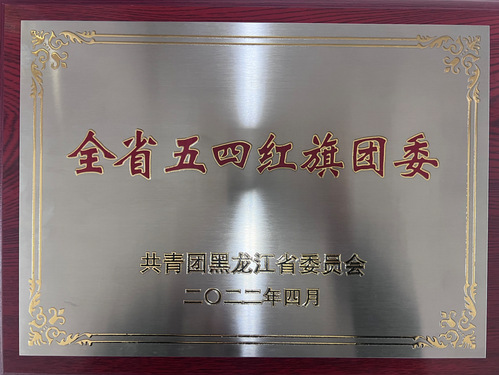 全省五四红旗团委
共青团黑龙江省委员会
二〇二二年四月